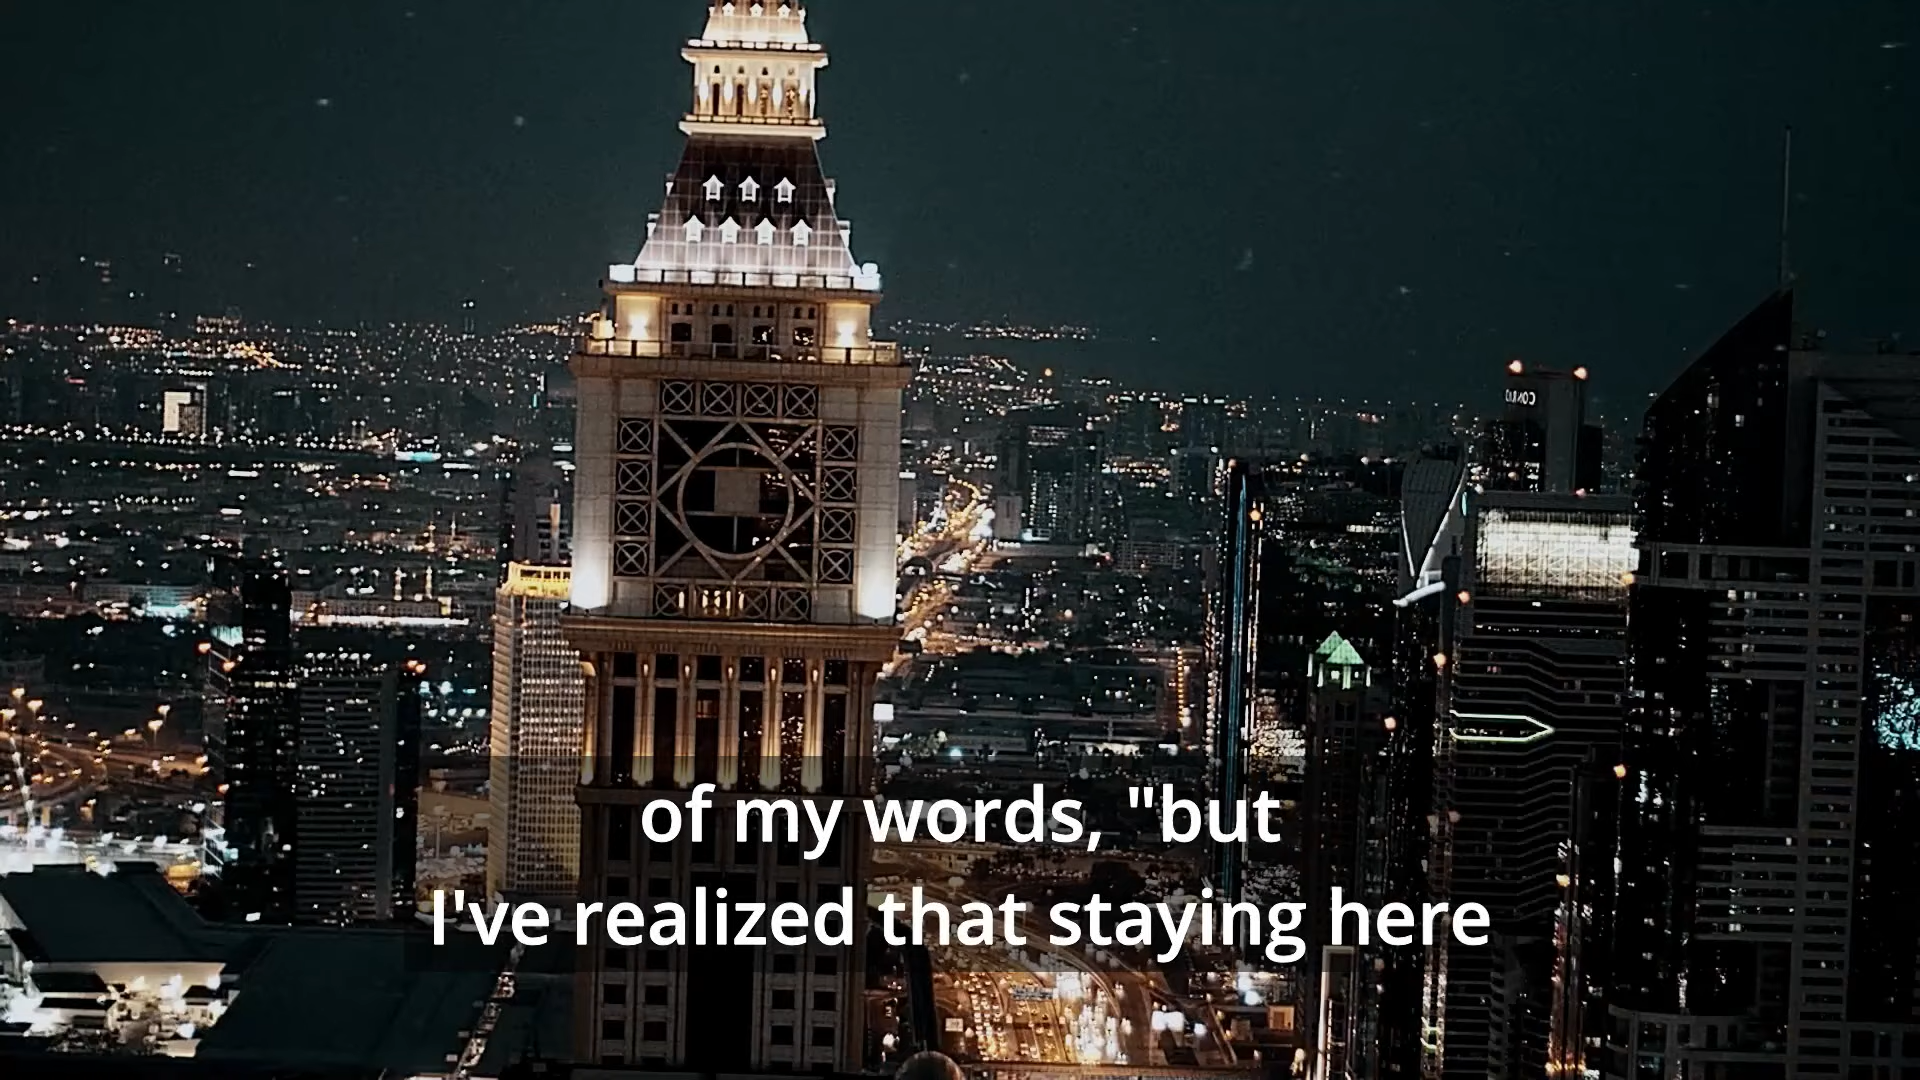 of my words, "but
I've realized that staying here